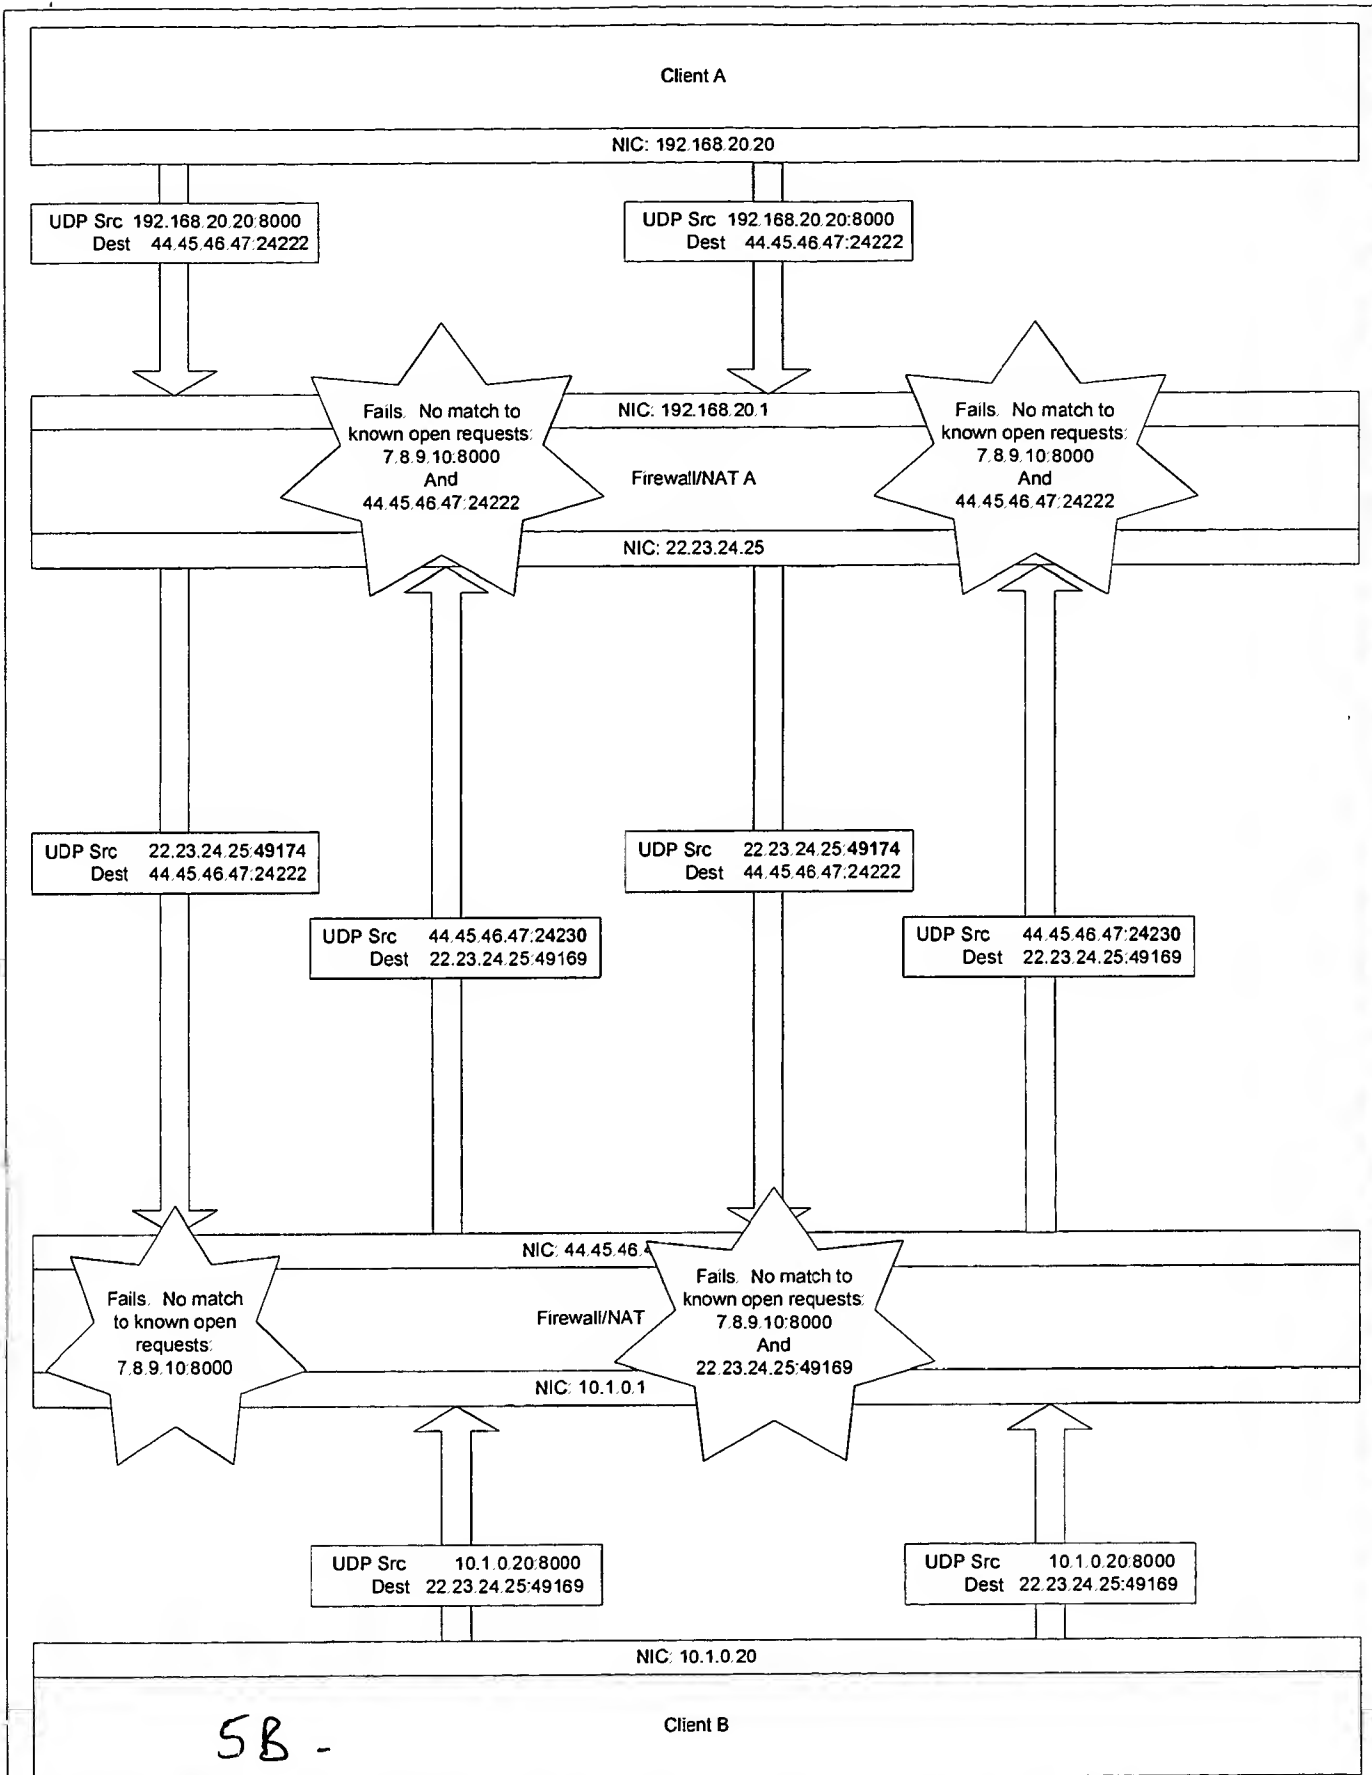 Client A
NIC: 192.168.20.20
UDP Src 192.168.20.20:8000
Dest 44.45.46.47:24222
UDP Src 192.168.20.20:8000
Dest 44.45.46.47:24222
NIC: 192.168.20.1
Fails. No match to
known open requests:
7.8.9.10:8000
And
44.45.46.47:24222
Fails. No match to
known open requests:
7.8.9.10:8000
And
44.45.46.47:24222
Firewall/NAT A
NIC: 22.23.24.25
UDP Src 22.23.24.25:49174
Dest 44.45.46.47:24222
UDP Src 22.23.24.25:49174
Dest 44.45.46.47:24222
UDP Src 44.45.46.47:24230
Dest 22.23.24.25:49169
UDP Src 44.45.46.47:24230
Dest 22.23.24.25:49169
NIC: 44.45.46.4
Fails. No match
to known open
requests:
7.8.9.10:8000
Firewall/NAT
Fails. No match to
known open requests:
7.8.9.10:8000
And
22.23.24.25:49169
NIC: 10.1.0.1
UDP Src 10.1.0.20:8000
Dest 22.23.24.25:49169
UDP Src 10.1.0.20:8000
Dest 22.23.24.25:49169
NIC: 10.1.0.20
Client B
5B -